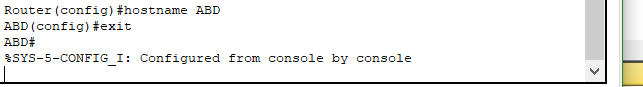 Router(config)#hostname ABD
ABD(config)#exit
ABD#
%SYS-5-CONFIG_I: Configured from console by console